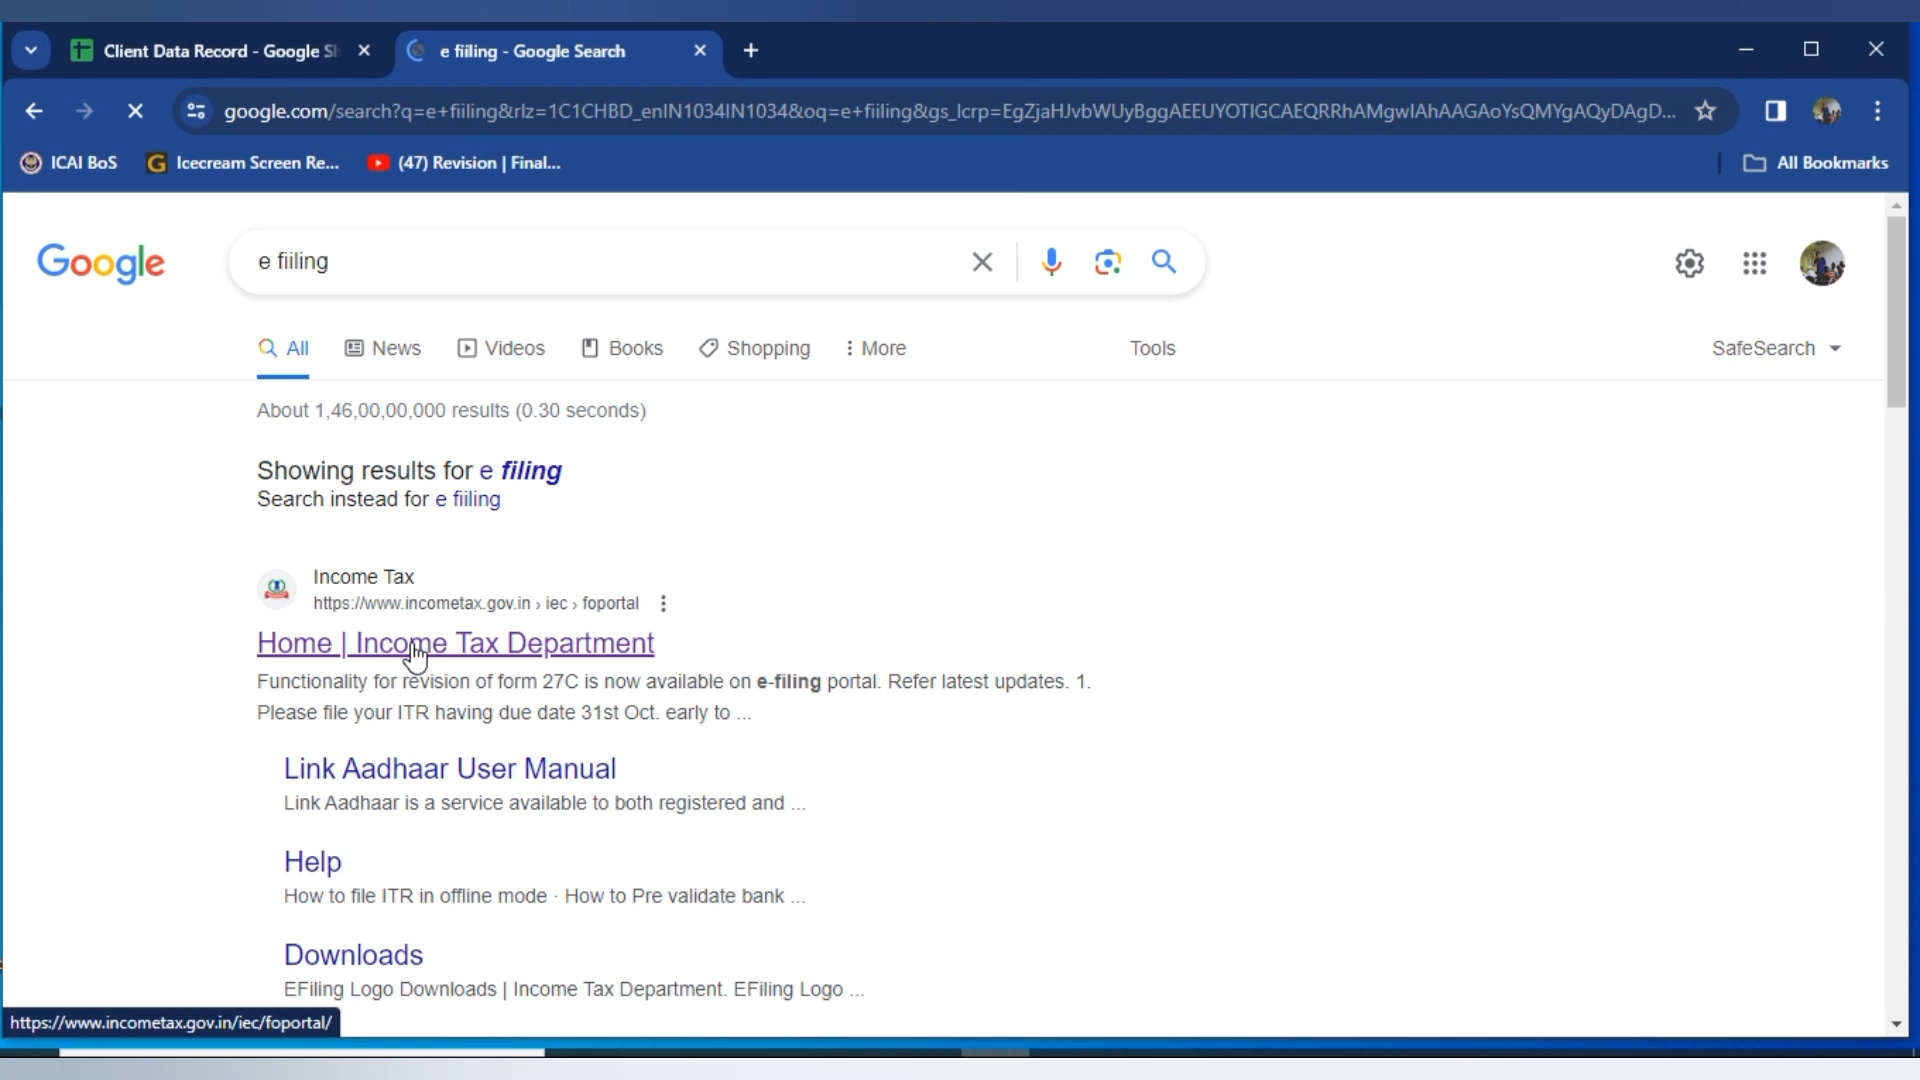 Client Data Record - Google Sh
e fiiling - Google Search
google.com/search?q=e+fiiling&rlz=1C1CHBD_enIN1034IN1034&oq=e+fiiling&gs_lcrp=EgZjaHJvbWUyBggAEEUYOTIGCAEQRRhAMgwIAhAAGAoYsQMYgAQyDAgD...
ICAI BoS
Icecream Screen Re...
(47) Revision | Final...
All Bookmarks
Google
e fiiling
All
News
Videos
Books
Shopping
More
Tools
SafeSearch
About 1,46,00,00,000 results (0.30 seconds)
Showing results for e filing
Search instead for e fiiling
Income Tax
https://www.incometax.gov.in › iec › foportal
Home | Income Tax Department
Functionality for revision of form 27C is now available on e-filing portal. Refer latest updates. 1.
Please file your ITR having due date 31st Oct. early to ...
Link Aadhaar User Manual
Link Aadhaar is a service available to both registered and ...
Help
How to file ITR in offline mode · How to Pre validate bank ...
Downloads
EFiling Logo Downloads | Income Tax Department. EFiling Logo ...
https://www.incometax.gov.in/iec/foportal/